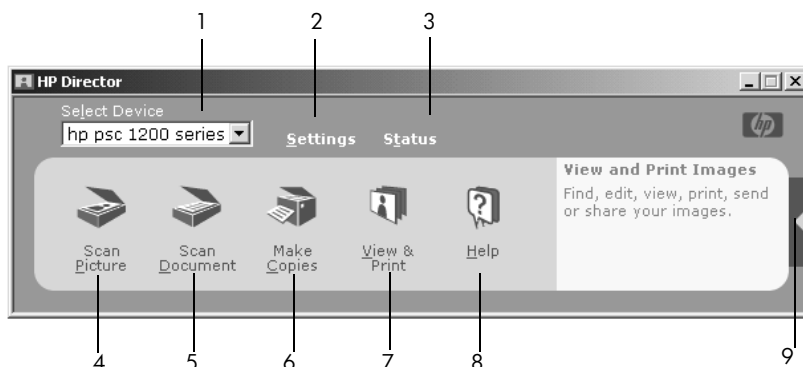 1 2 3
HP Director
Select Device
hp psc 1200 series
Settings Status
hp
View and Print Images
Find, edit, view, print, send
or share your images.
Scan
Picture
Scan
Document
Make
Copies
View &
Print
Help
4 5 6 7 8 9